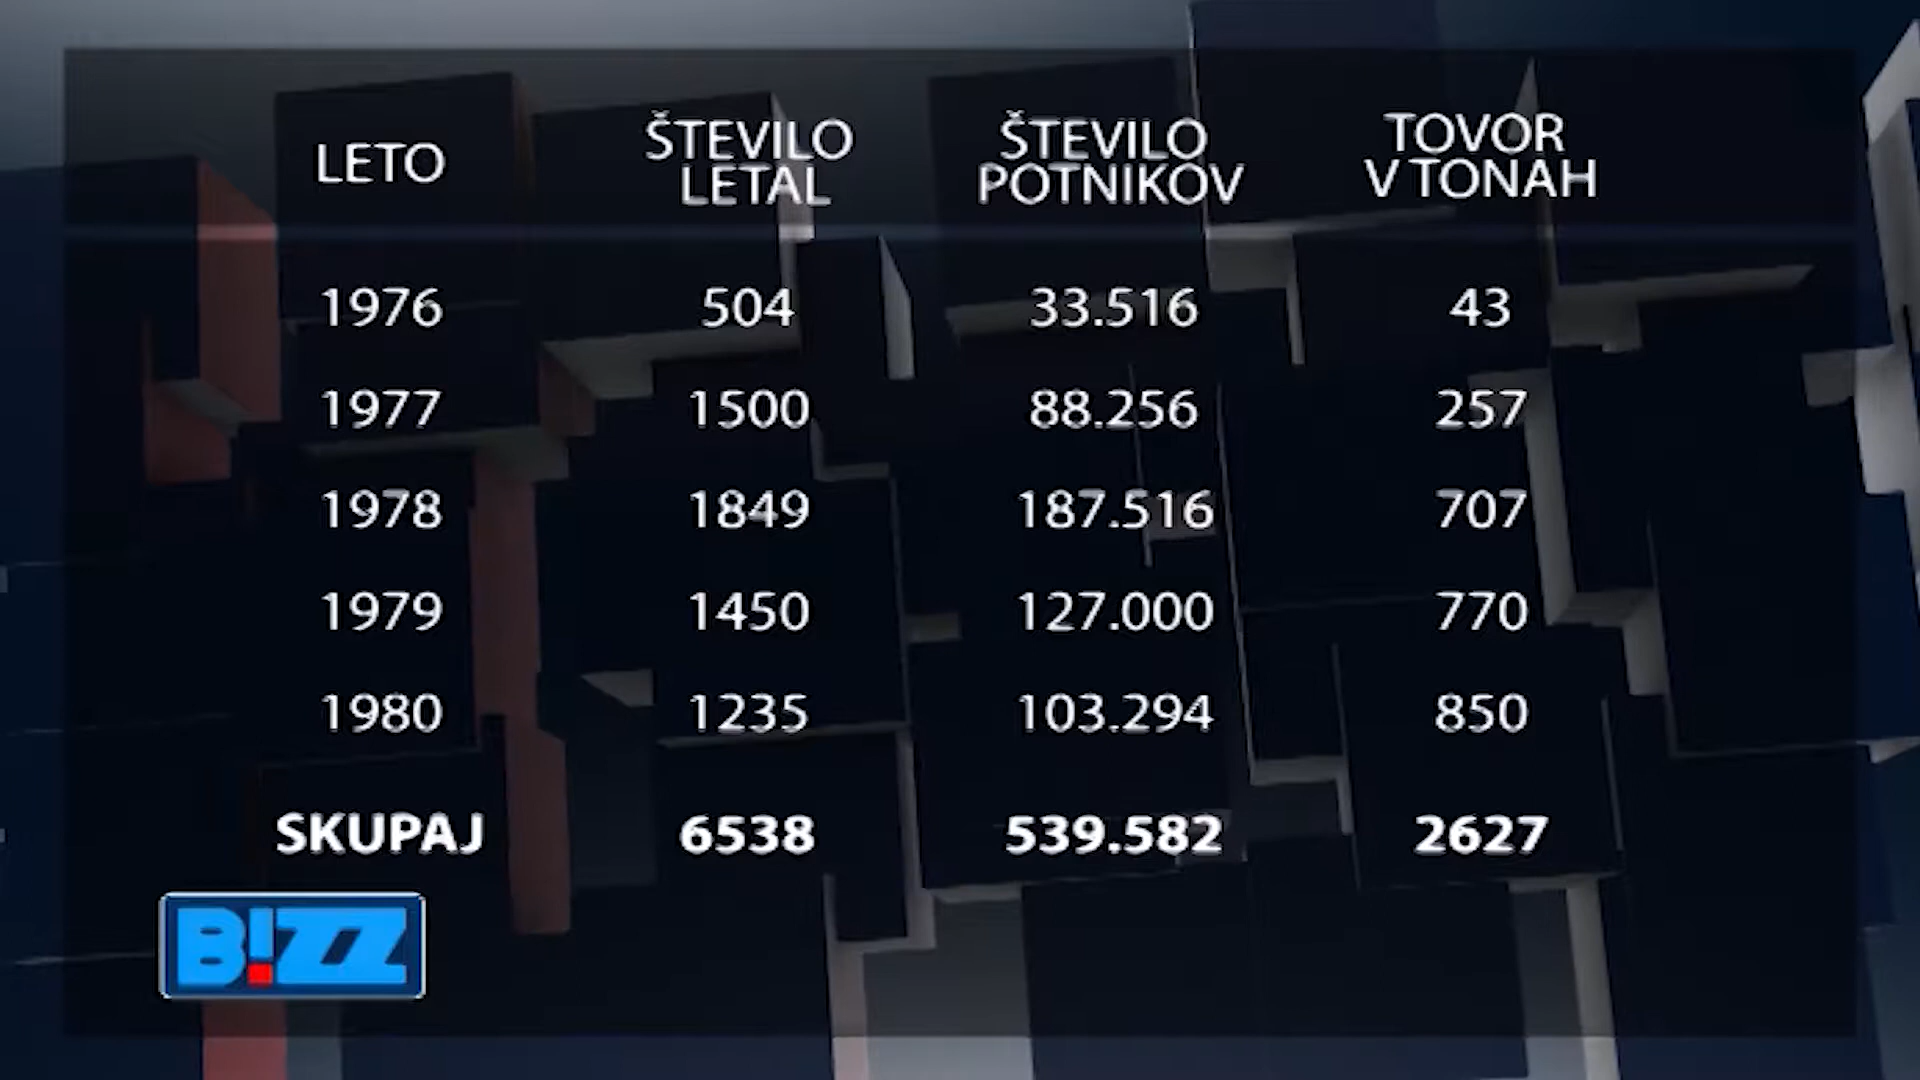 LETO ŠTEVILO LETAL ŠTEVILO POTNIKOV TOVOR V TONAH
1976 504 33.516 43
1977 1500 88.256 257
1978 1849 187.516 707
1979 1450 127.000 770
1980 1235 103.294 850
SKUPAJ 6538 539.582 2627
B!ZZ